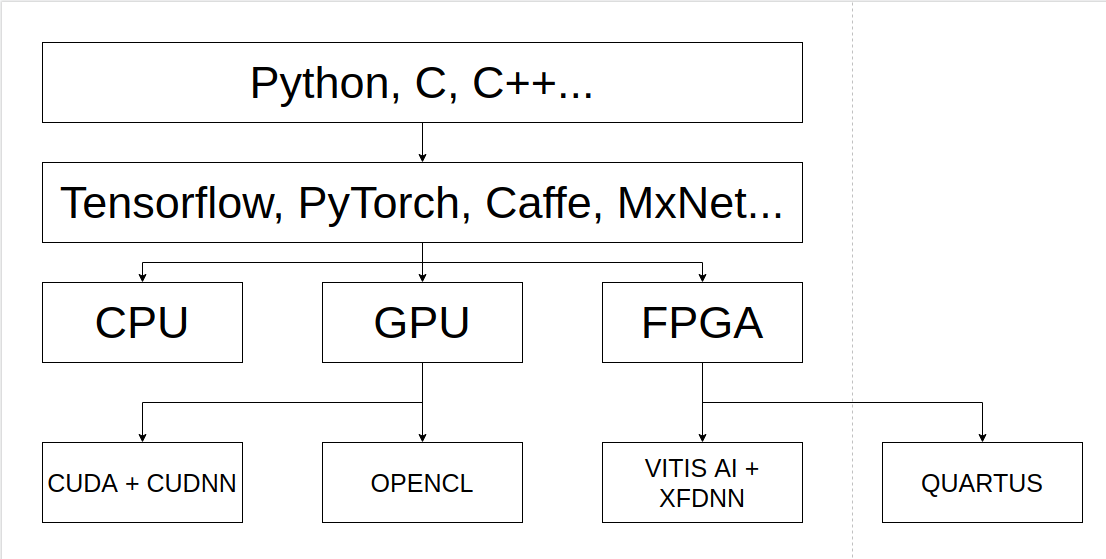 Python, C, C++...
Tensorflow, PyTorch, Caffe, MxNet...
CPU
GPU
FPGA
CUDA + CUDNN
OPENCL
VITIS AI +
XFDNN
QUARTUS